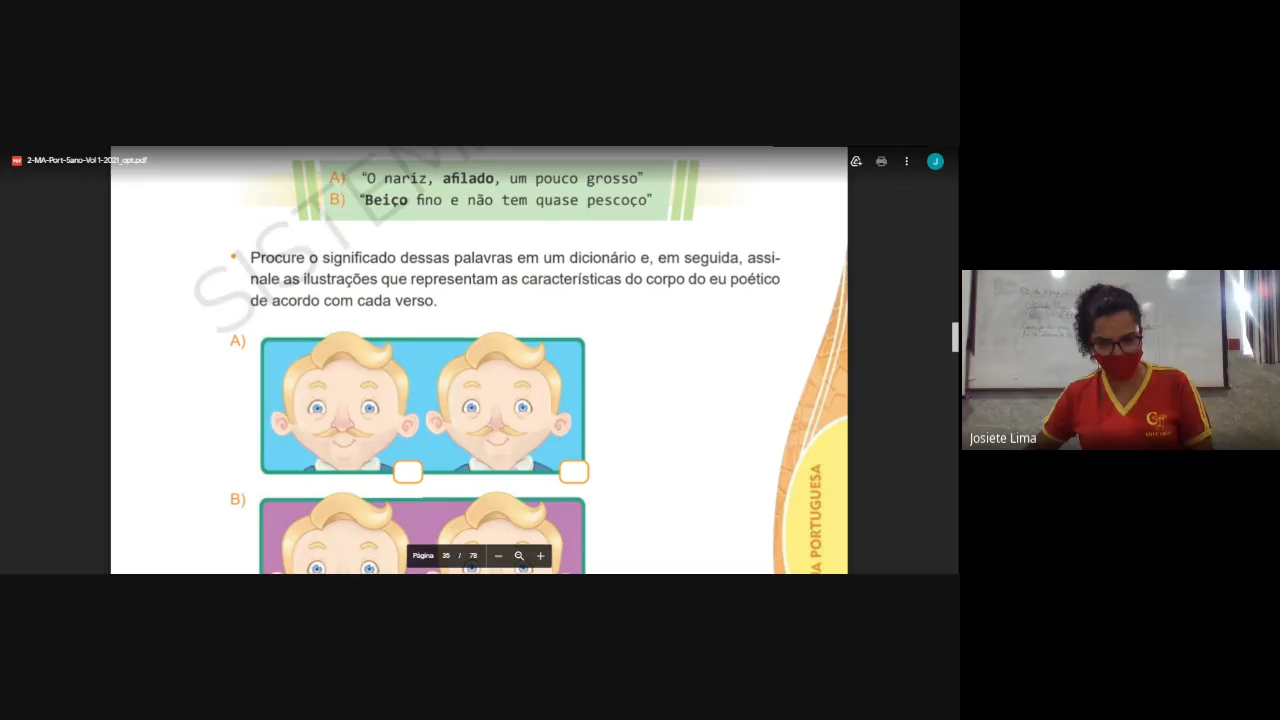 2-MA-Port-5ano-Vol 1-2021_opt.pdf
J
SISTEM
A) “O nariz, afilado, um pouco grosso”
B) “Beiço fino e não tem quase pescoço”
• Procure o significado dessas palavras em um dicionário e, em seguida, assi-
nale as ilustrações que representam as características do corpo do eu poético
de acordo com cada verso.
A)
B)
Página 35 / 78
A PORTUGUESA
Josiete Lima